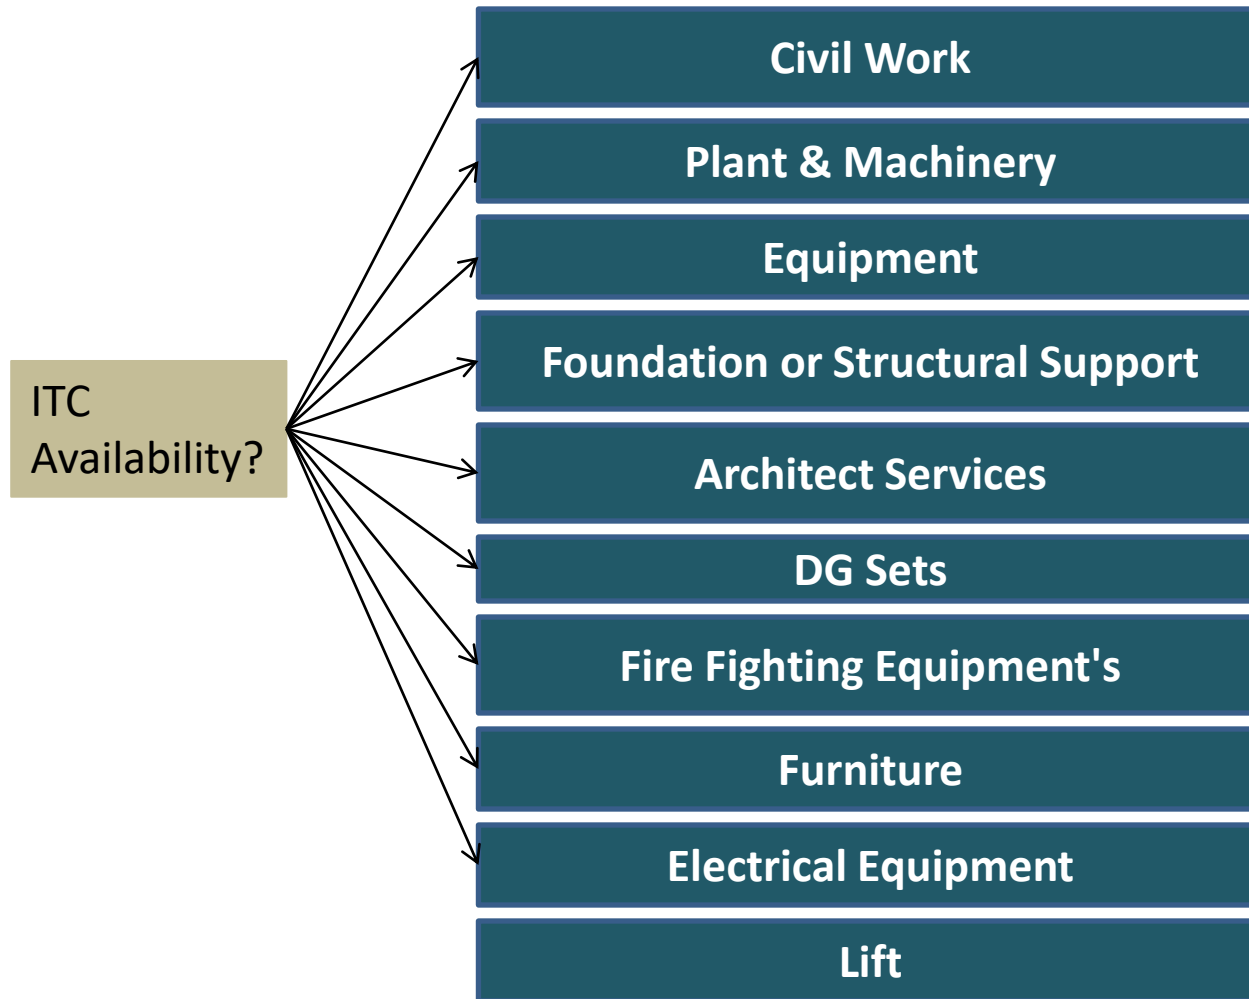 Civil Work
Plant & Machinery
Equipment
Foundation or Structural Support
ITC
Availability?
Architect Services
DG Sets
Fire Fighting Equipment's
Furniture
Electrical Equipment
Lift